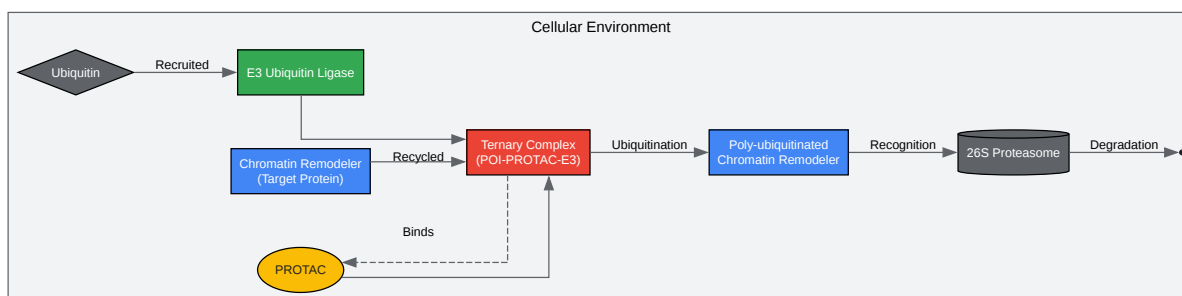 Cellular Environment
Ubiquitin
Recruited
E3 Ubiquitin Ligase
Chromatin Remodeler
(Target Protein)
Recycled
Ternary Complex
(POI-PROTAC-E3)
Ubiquitination
Poly-ubiquitinated
Chromatin Remodeler
Recognition
26S Proteasome
Degradation
Binds
PROTAC